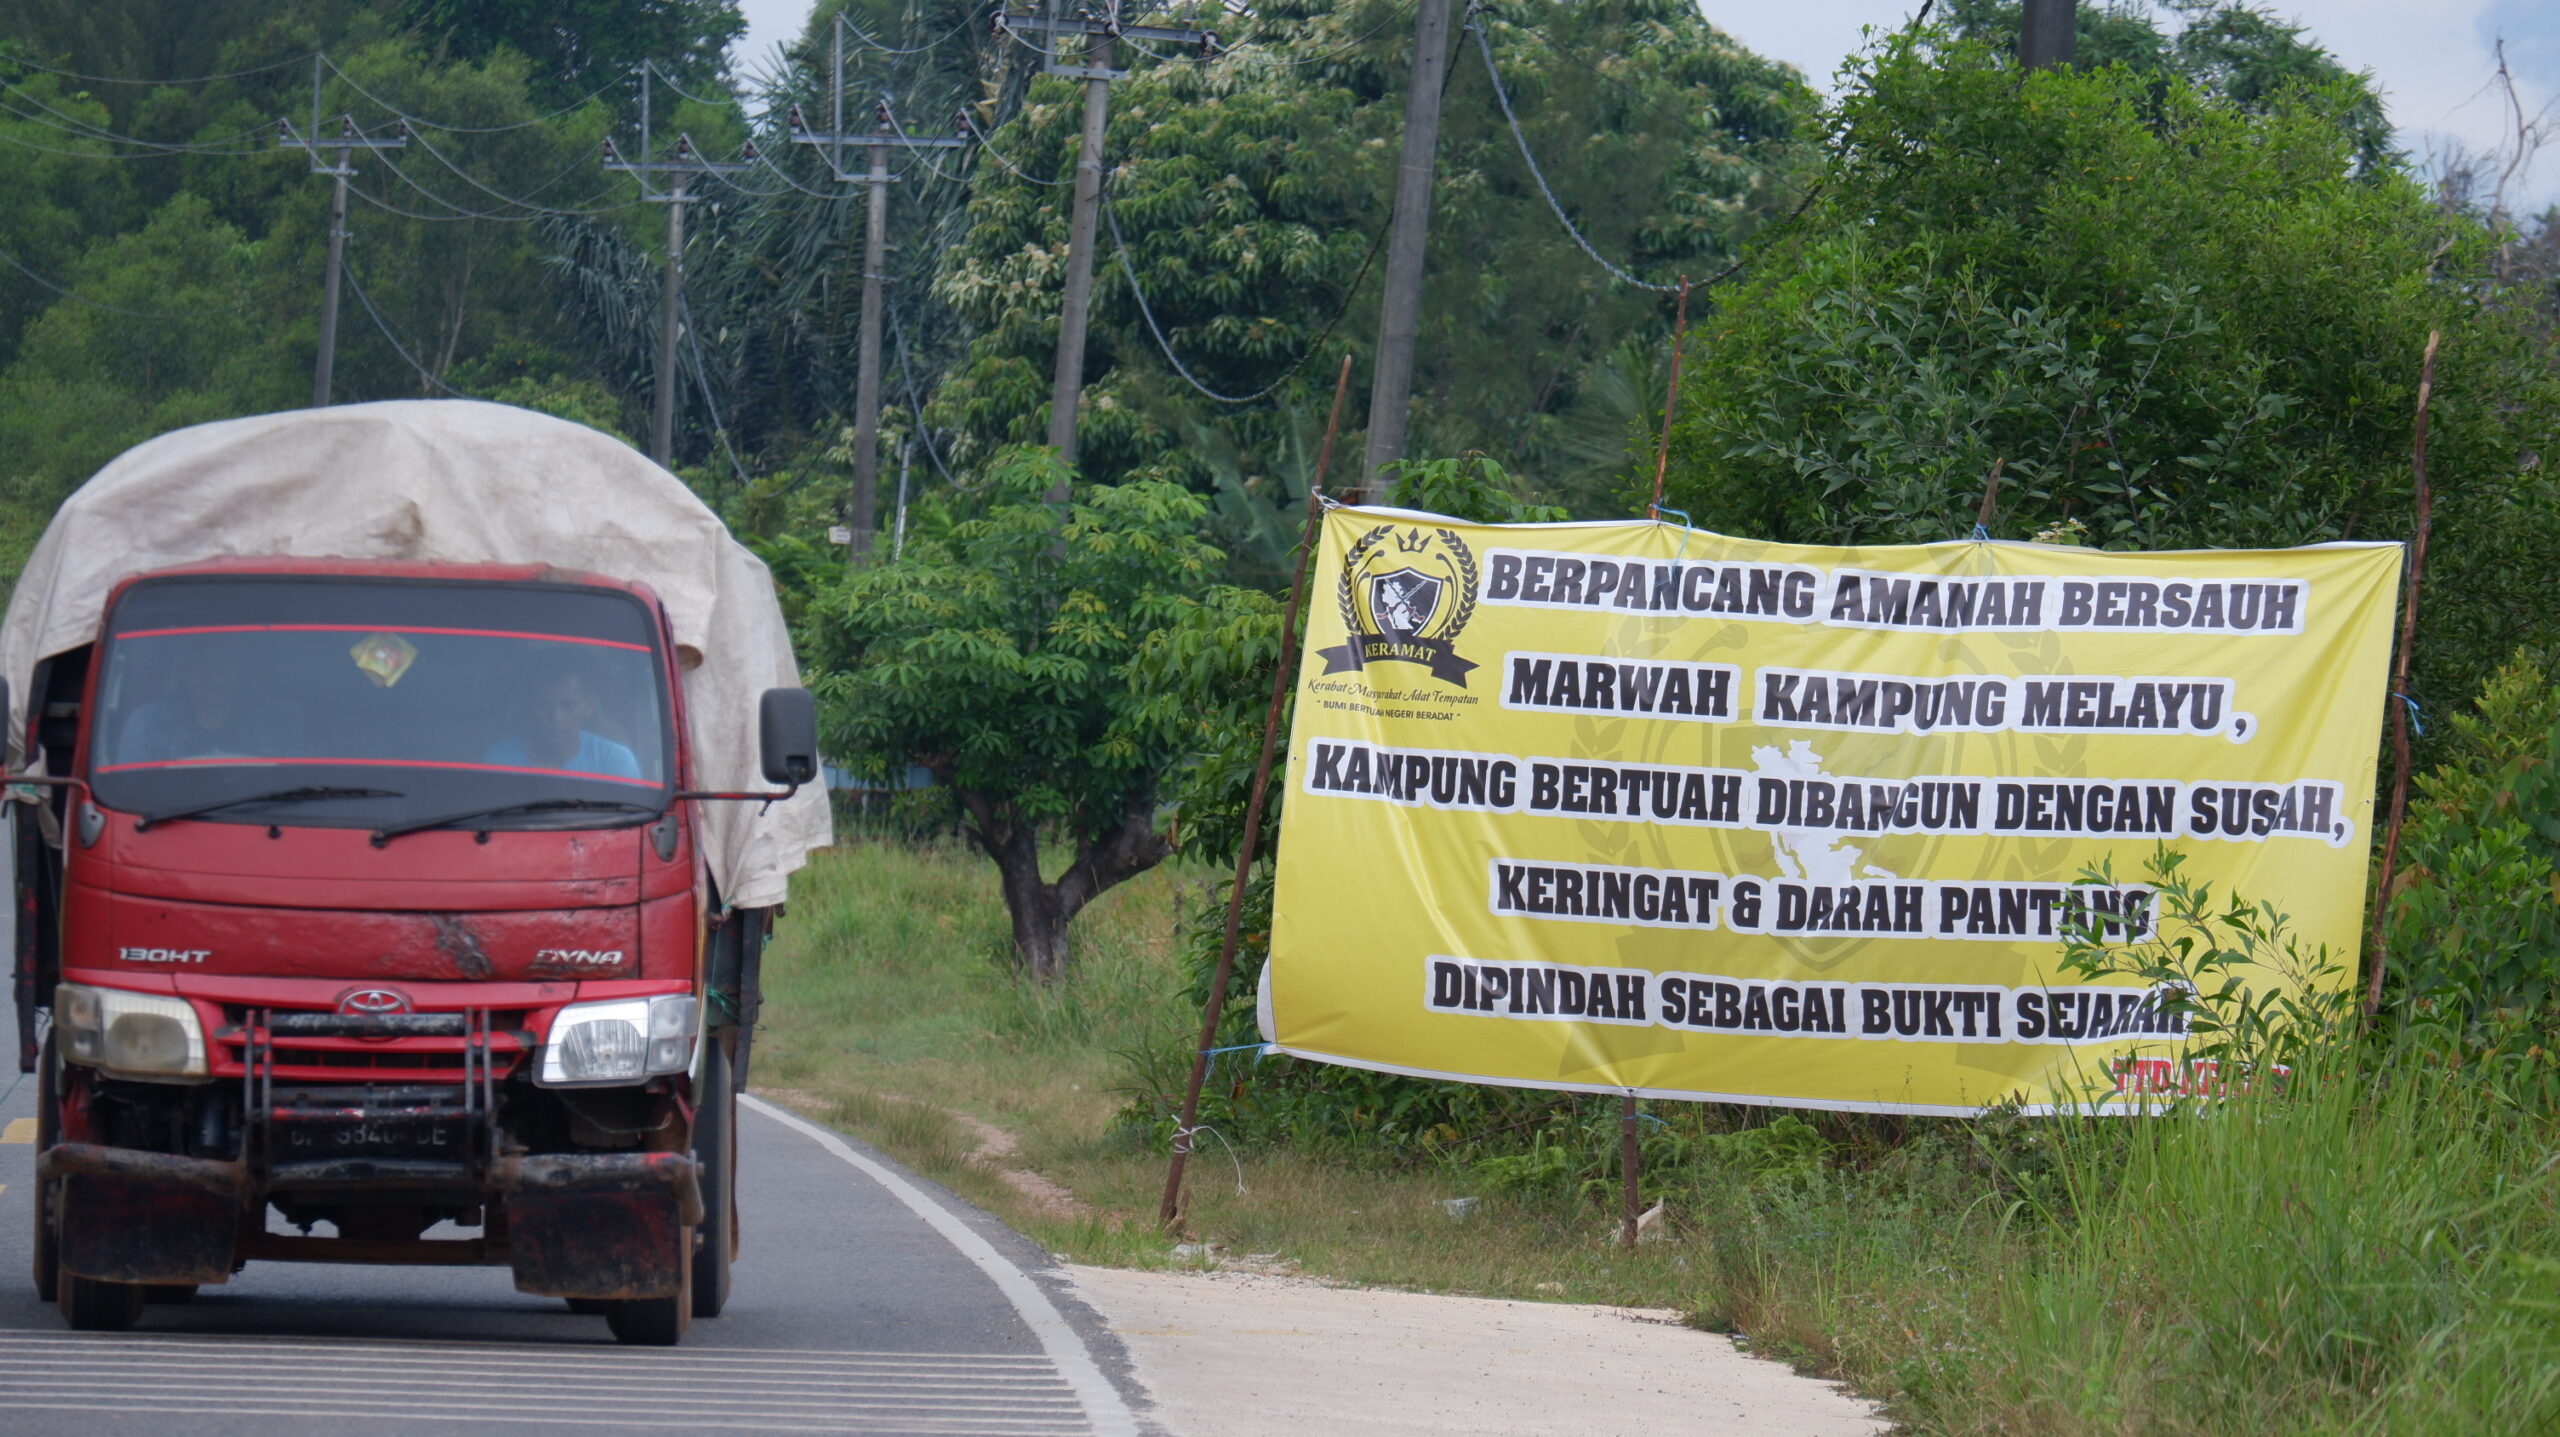 BERPANCANG AMANAH BERSAUH
MARWAH KAMPUNG MELAYU,
KAMPUNG BERTUAH DIBANGUN DENGAN SUSAH,
KERINGAT & DARAH PANTANG
DIPINDAH SEBAGAI BUKTI SEJARAH
KERAMAT
Kerabat Masyarakat Adat Tempatan
" BUMI BERTUAH NEGERI BERADAT "
130HT
DYNA